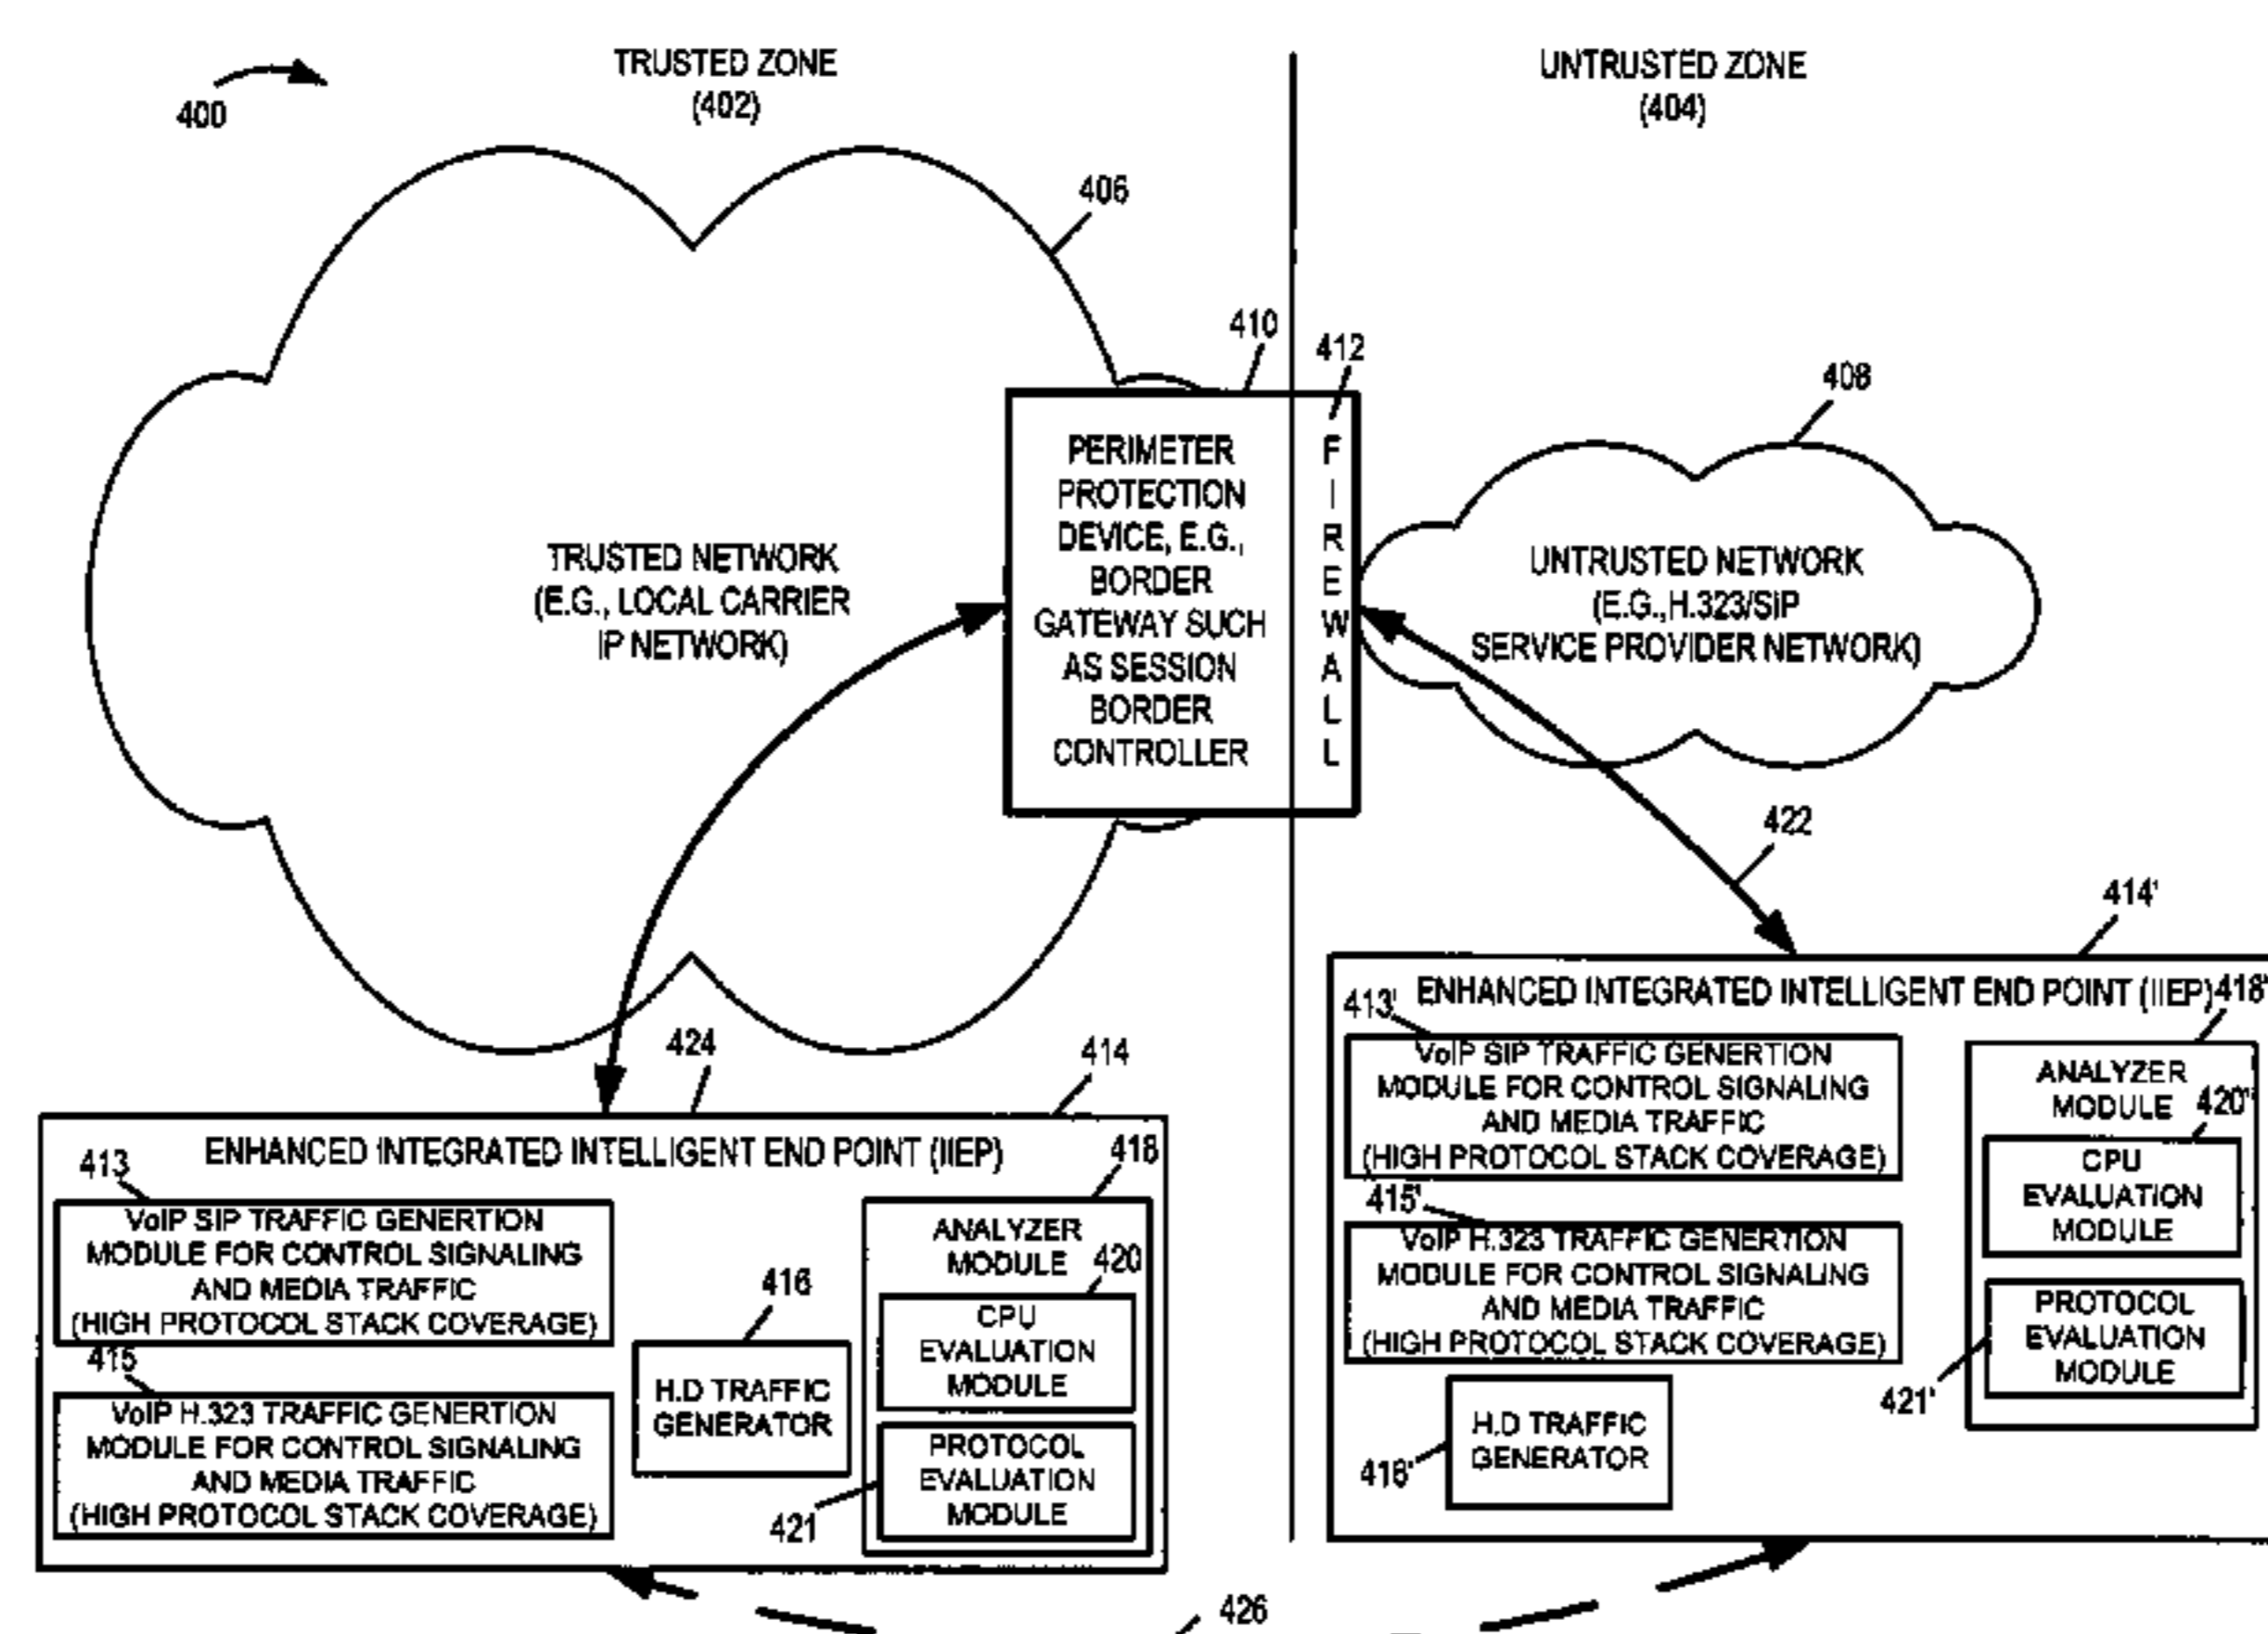 TRUSTED ZONE
(402)
UNTRUSTED ZONE
(404)
400
406
410
412
408
PERIMETER
PROTECTION
DEVICE, E.G.,
BORDER
GATEWAY SUCH
AS SESSION
BORDER
CONTROLLER
F
I
R
E
W
A
L
L
TRUSTED NETWORK
(E.G., LOCAL CARRIER
IP NETWORK)
UNTRUSTED NETWORK
(E.G.,H.323/SIP
SERVICE PROVIDER NETWORK)
422
424
414
ENHANCED INTEGRATED INTELLIGENT END POINT (IIEP)
413
VoIP SIP TRAFFIC GENERTION
MODULE FOR CONTROL SIGNALING
AND MEDIA TRAFFIC
(HIGH PROTOCOL STACK COVERAGE)
415
VoIP H.323 TRAFFIC GENERTION
MODULE FOR CONTROL SIGNALING
AND MEDIA TRAFFIC
(HIGH PROTOCOL STACK COVERAGE)
416
H.D TRAFFIC
GENERATOR
418
ANALYZER
MODULE
420
CPU
EVALUATION
MODULE
421
PROTOCOL
EVALUATION
MODULE
414'
ENHANCED INTEGRATED INTELLIGENT END POINT (IIEP)
413'
VoIP SIP TRAFFIC GENERTION
MODULE FOR CONTROL SIGNALING
AND MEDIA TRAFFIC
(HIGH PROTOCOL STACK COVERAGE)
415'
VoIP H.323 TRAFFIC GENERTION
MODULE FOR CONTROL SIGNALING
AND MEDIA TRAFFIC
(HIGH PROTOCOL STACK COVERAGE)
416'
H.D TRAFFIC
GENERATOR
418'
ANALYZER
MODULE
420'
CPU
EVALUATION
MODULE
421'
PROTOCOL
EVALUATION
MODULE
426